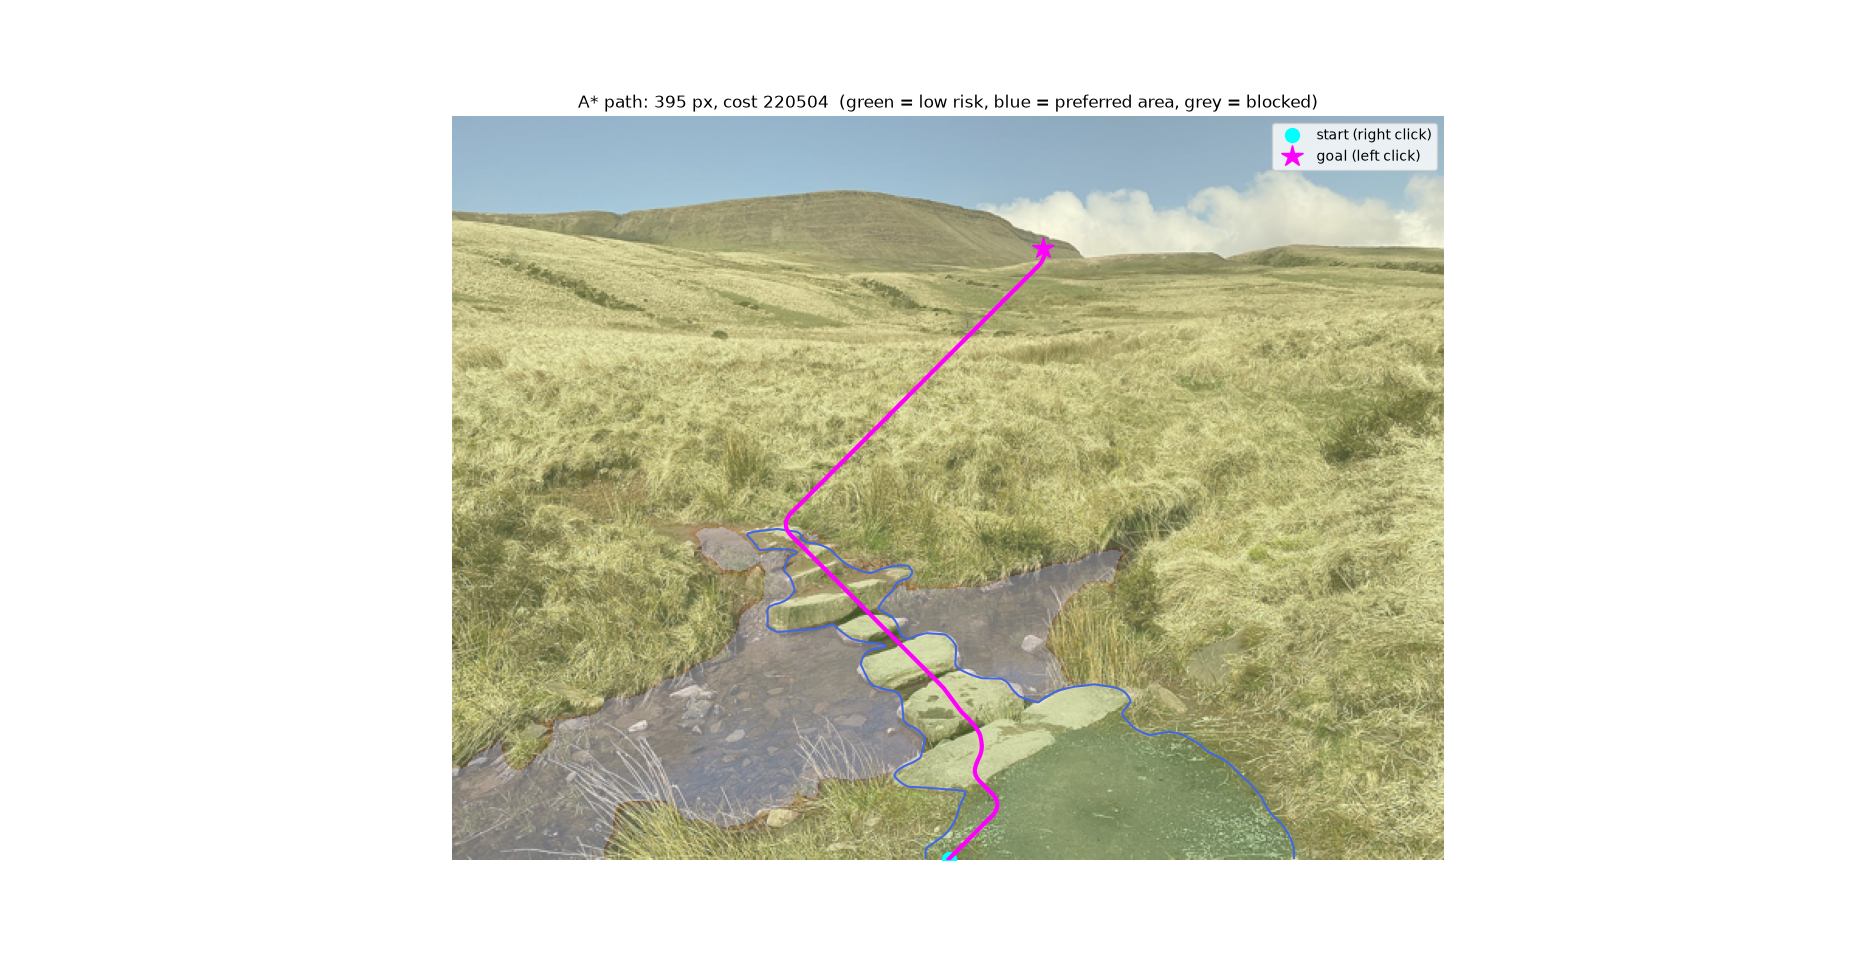 A* path: 395 px, cost 220504 (green = low risk, blue = preferred area, grey = blocked)
start (right click)
goal (left click)